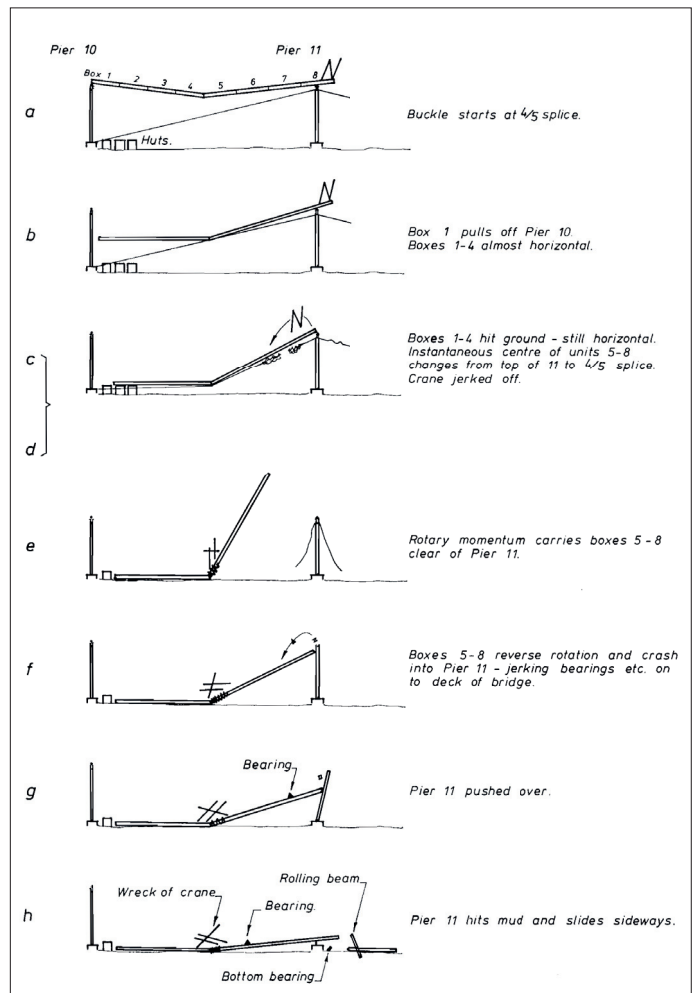 Pier 10
Pier 11
Box 1 2 3 4 5 6 7 8
a
Huts.
Buckle starts at 4/5 splice.
b
Box 1 pulls off Pier 10.
Boxes 1-4 almost horizontal.
c
Boxes 1-4 hit ground - still horizontal.
Instantaneous centre of units 5-8
changes from top of 11 to 4/5 splice.
Crane jerked off.
d
e
Rotary momentum carries boxes 5-8
clear of Pier 11.
f
Boxes 5-8 reverse rotation and crash
into Pier 11 - jerking bearings etc. on
to deck of bridge.
g
Bearing
Pier 11 pushed over.
h
Wreck of crane
Rolling beam
Bearing.
Pier 11 hits mud and slides sideways.
Bottom bearing